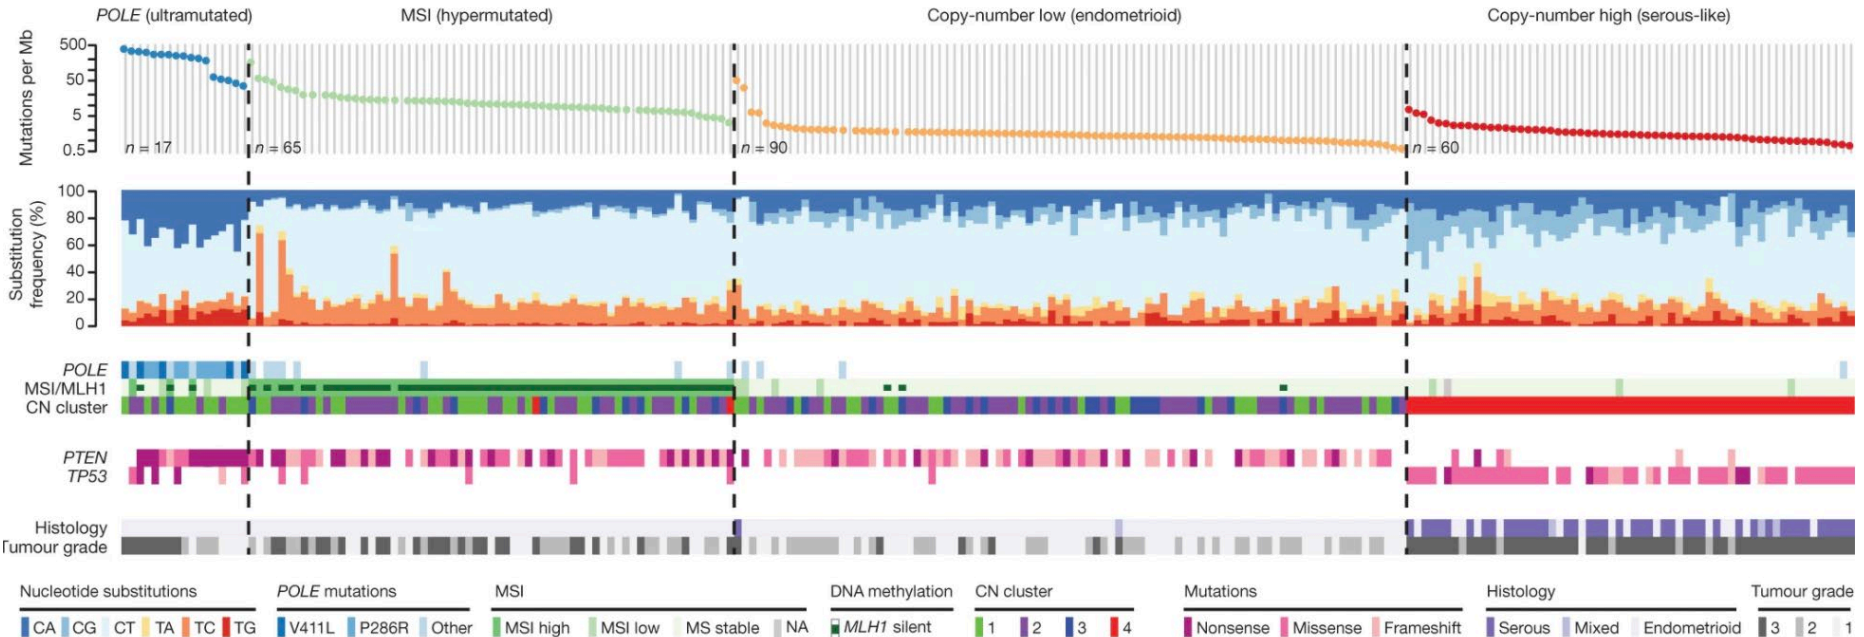 POLE (ultramutated) MSI (hypermutated) Copy-number low (endometrioid) Copy-number high (serous-like)
Mutations per Mb
500
50
5
0.5
n = 17 n = 65 n = 90 n = 60
Substitution
frequency (%)
100
80
60
40
20
0
POLE
MSI/MLH1
CN cluster
PTEN
TP53
Histology
Tumour grade
Nucleotide substitutions POLE mutations MSI DNA methylation CN cluster Mutations Histology Tumour grade
CA CG CT TA TC TG V411L P286R Other MSI high MSI low MS stable NA MLH1 silent 1 2 3 4 Nonsense Missense Frameshift Serous Mixed Endometrioid 3 2 1